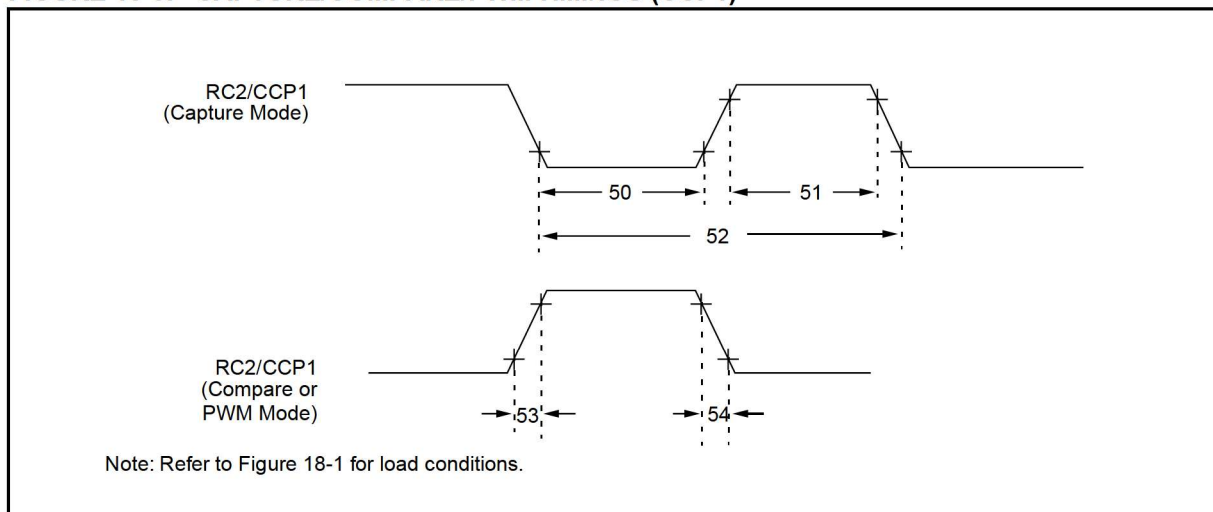 RC2/CCP1
(Capture Mode)
50
51
52
RC2/CCP1
(Compare or
PWM Mode)
53
54
Note: Refer to Figure 18-1 for load conditions.